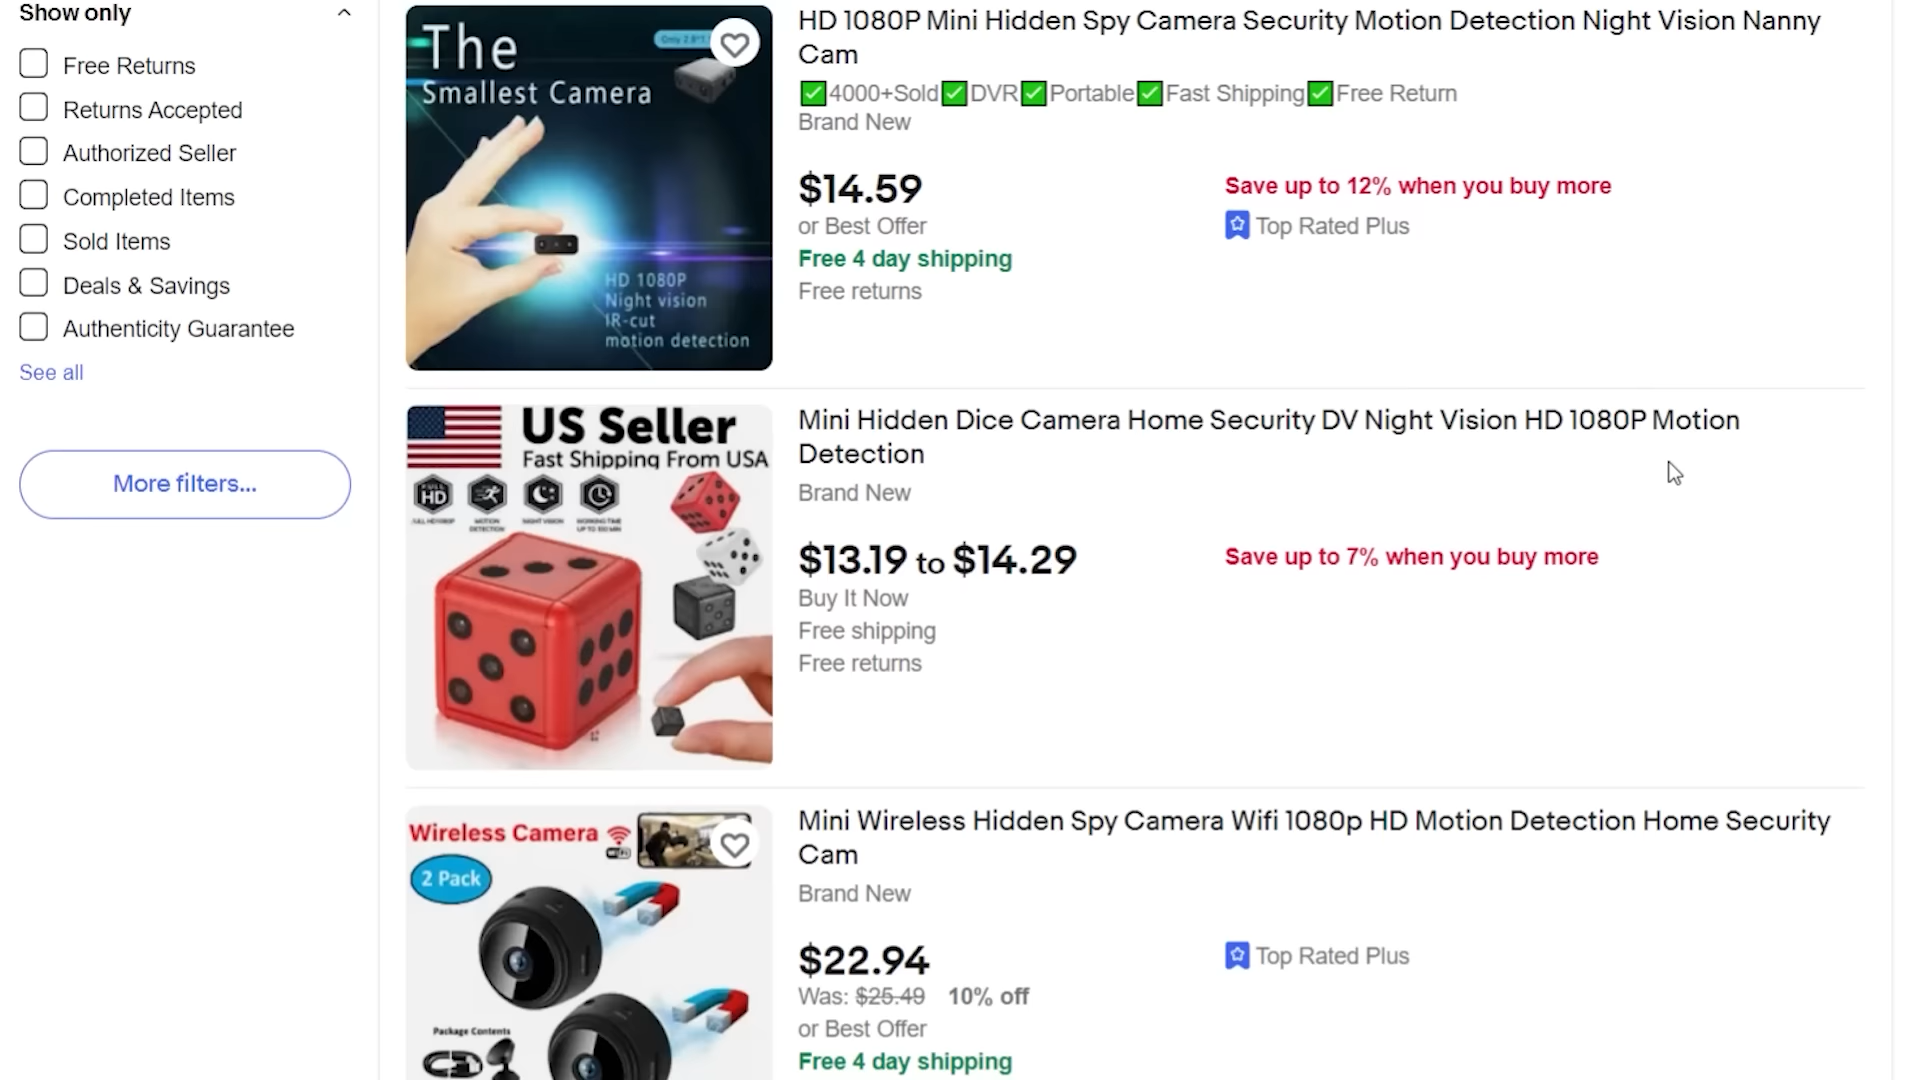 Show only
Free Returns
Returns Accepted
Authorized Seller
Completed Items
Sold Items
Deals & Savings
Authenticity Guarantee
See all
More filters...
The
Smallest Camera
HD 1080P
Night vision
IR-cut
motion detection
HD 1080P Mini Hidden Spy Camera Security Motion Detection Night Vision Nanny
Cam
✅4000+Sold✅DVR✅Portable✅Fast Shipping✅Free Return
Brand New
$14.59
or Best Offer
Free 4 day shipping
Free returns
Save up to 12% when you buy more
Top Rated Plus
US Seller
Fast Shipping From USA
HD
MOTION
DETECTION
NIGHT VISION
WORKING TIME
Mini Hidden Dice Camera Home Security DV Night Vision HD 1080P Motion
Detection
Brand New
$13.19 to $14.29
Buy It Now
Free shipping
Free returns
Save up to 7% when you buy more
Wireless Camera
2 Pack
Package Contents
Mini Wireless Hidden Spy Camera Wifi 1080p HD Motion Detection Home Security
Cam
Brand New
$22.94
Was: $25.49 10% off
or Best Offer
Free 4 day shipping
Top Rated Plus